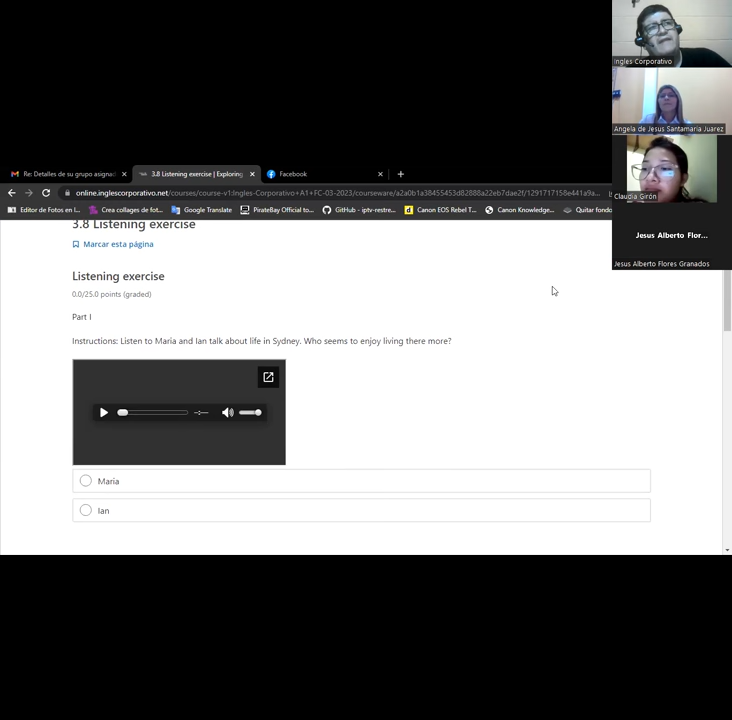 Ingles Corporativo
Angela de Jesus Santamaria Juarez
Claudia Girón
Jesus Alberto Flor...
Jesus Alberto Flores Granados
Re: Detalles de su grupo asigna
3.8 Listening exercise | Exploring
Facebook
online.inglescorporativo.net/courses/course-v1:Ingles-Corporativo+A1+FC-03-2023/courseware/a2a0b1a38455453d82888a22eb7dae2f/1291717158e441a9a...
Editor de Fotos en l...
Crea collages de fot...
Google Translate
PirateBay Official to...
GitHub - iptv-restre...
Canon EOS Rebel T...
Canon Knowledge...
Quitar fondo
3.8 Listening exercise
Marcar esta página
Listening exercise
0.0/25.0 points (graded)
Part I
Instructions: Listen to Maria and Ian talk about life in Sydney. Who seems to enjoy living there more?
-:--
Maria
Ian